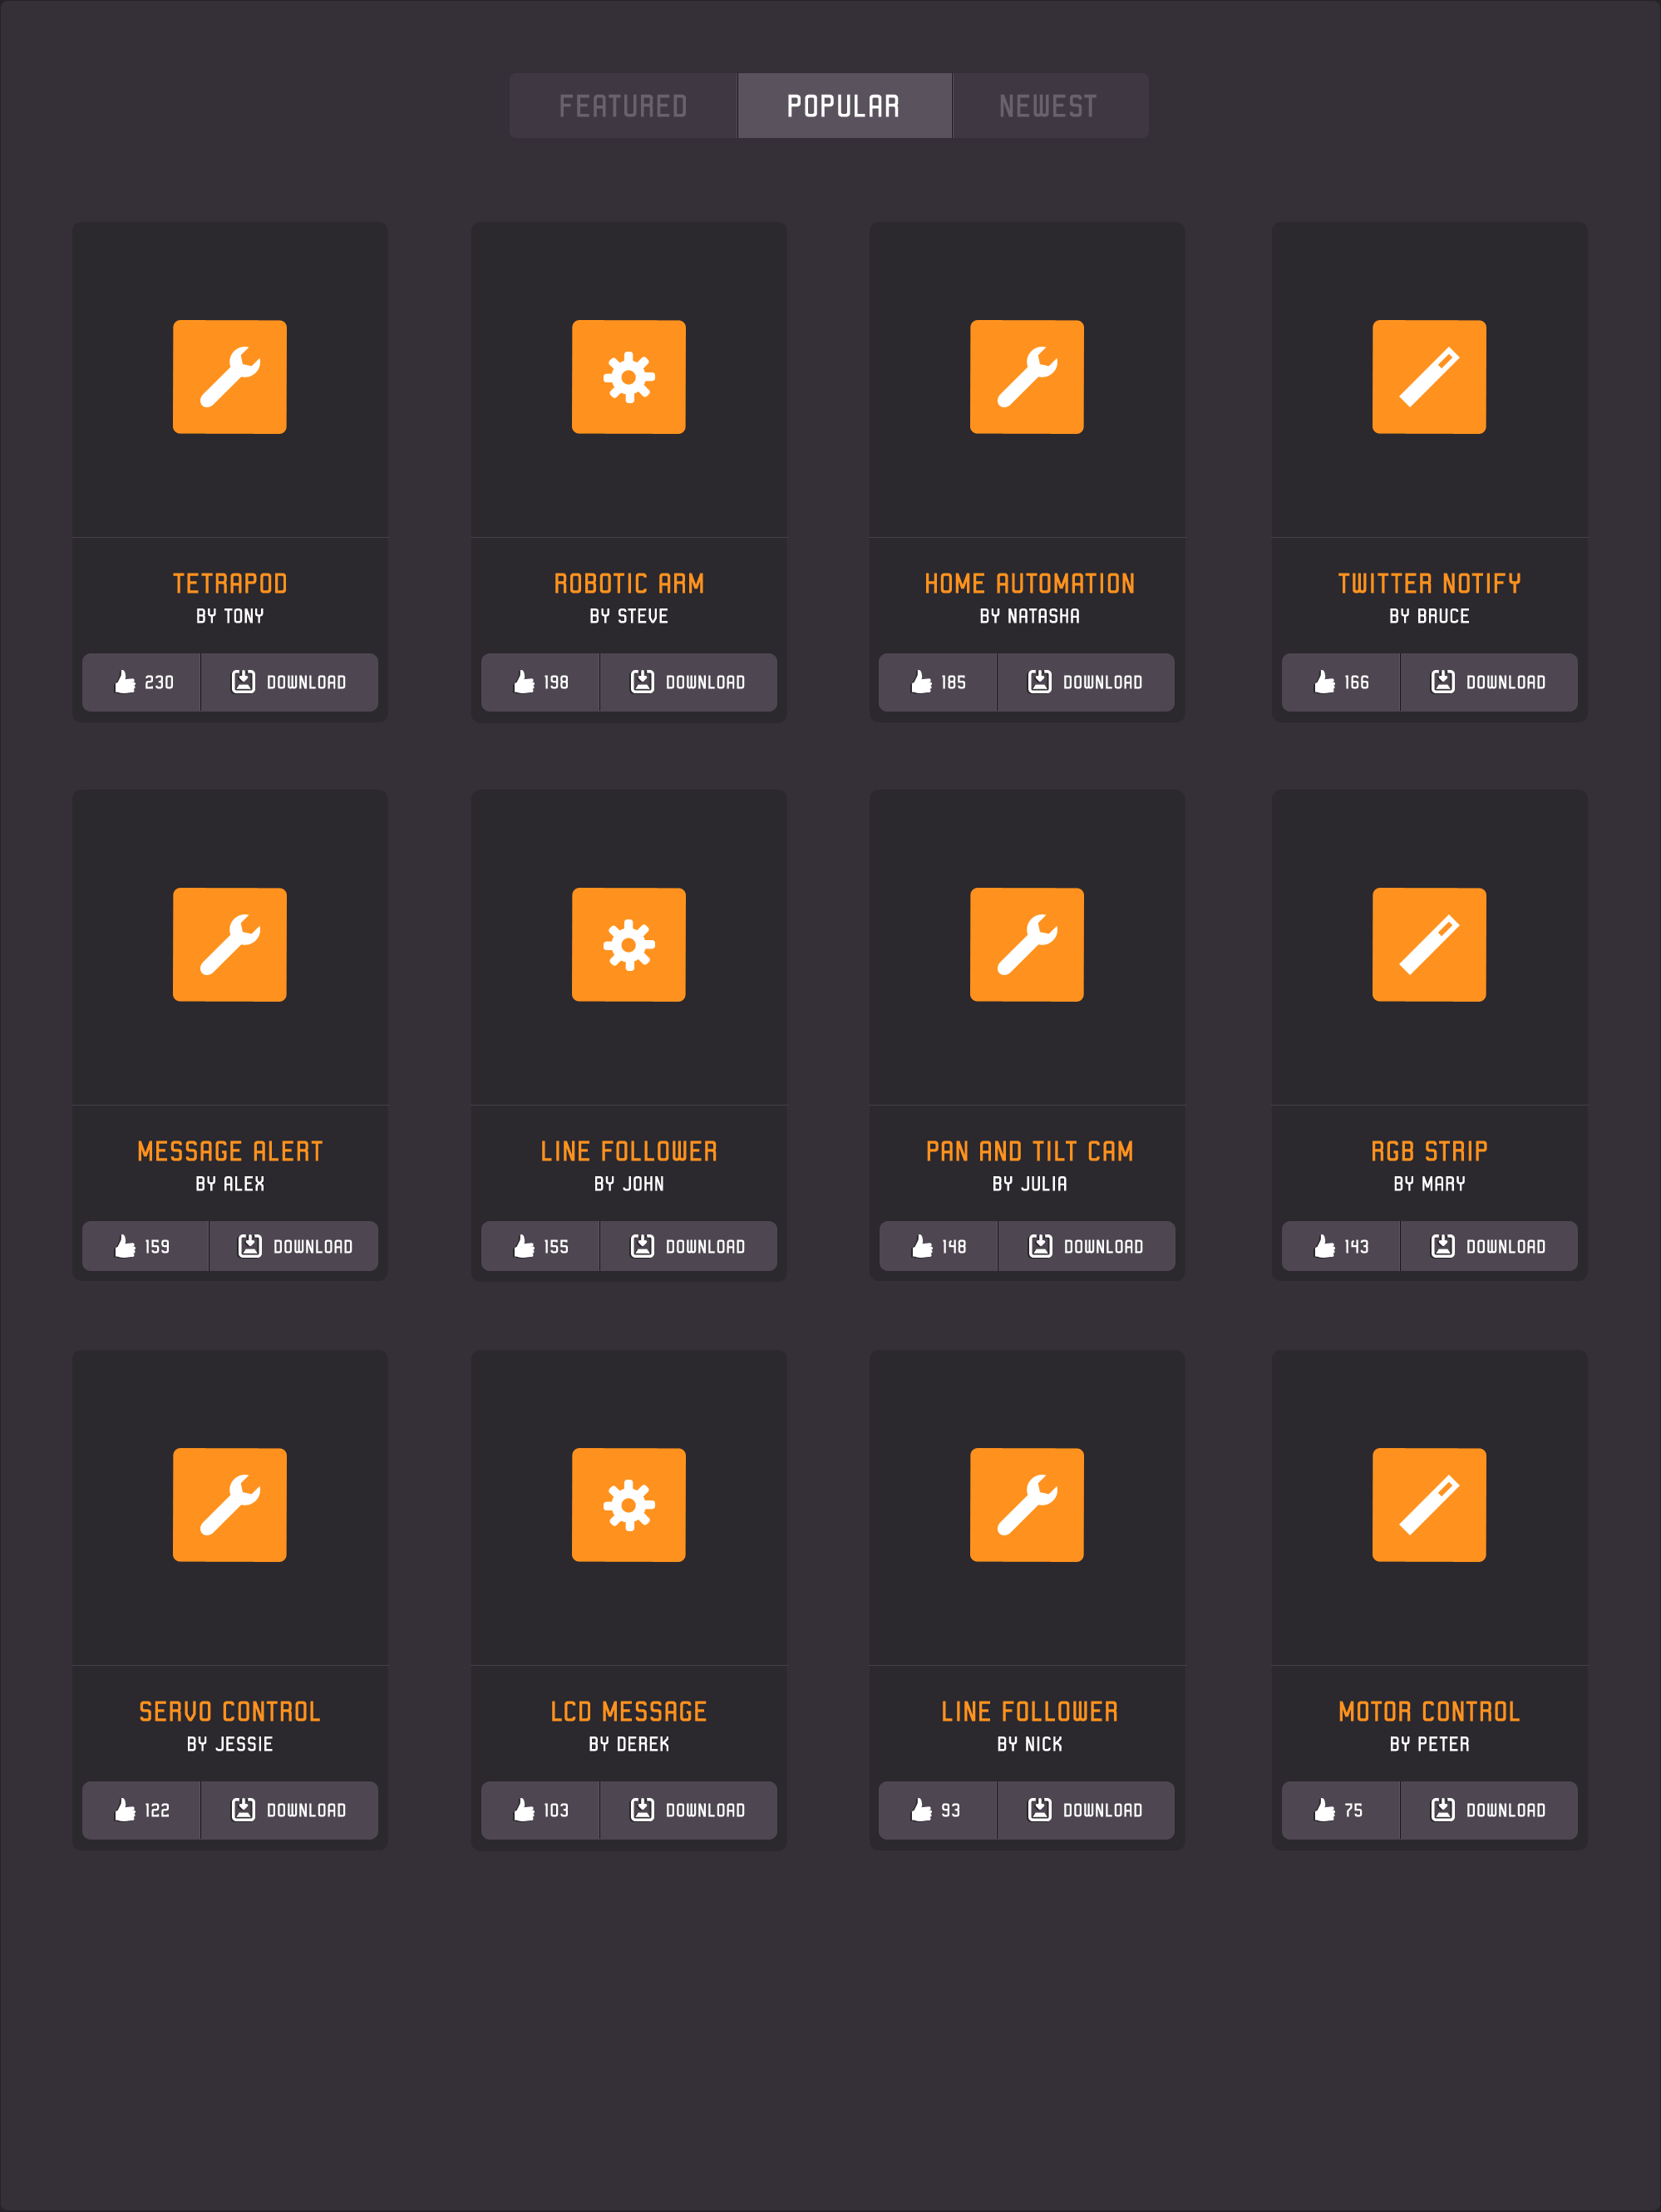 FEATURED POPULAR NEWEST
TETRAPOD ROBOTIC ARM HOME AUTOMATION TWITTER NOTIFY
BY TONY BY STEVE BY NATASHA BY BRUCE
230 DOWNLOAD 198 DOWNLOAD 185 DOWNLOAD 166 DOWNLOAD
MESSAGE ALERT LINE FOLLOWER PAN AND TILT CAM RGB STRIP
BY ALEX BY JOHN BY JULIA BY MARY
159 DOWNLOAD 155 DOWNLOAD 148 DOWNLOAD 143 DOWNLOAD
SERVO CONTROL LCD MESSAGE LINE FOLLOWER MOTOR CONTROL
BY JESSIE BY DEREK BY NICK BY PETER
122 DOWNLOAD 103 DOWNLOAD 93 DOWNLOAD 75 DOWNLOAD